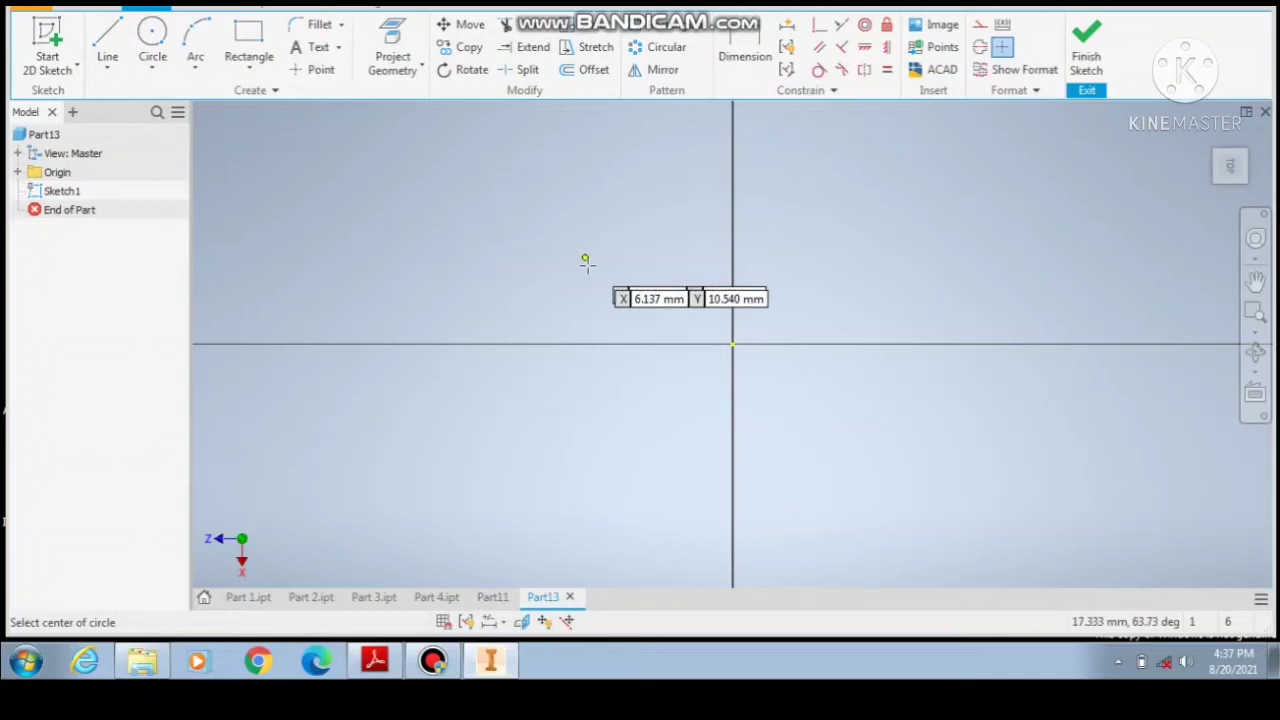 www.BANDICAM.com
Start
2D Sketch
Line
Circle
Arc
Rectangle
Fillet
Text
Point
Project
Geometry
Move
Copy
Rotate
Extend
Split
Stretch
Offset
Circular
Mirror
Dimension
Image
Points
ACAD
Show Format
Finish
Sketch
Sketch
Create
Modify
Pattern
Constrain
Insert
Format
Exit
K
KINEMASTER
Model
TOP
Part13
View: Master
Origin
Sketch1
End of Part
X 6.137 mm Y 10.540 mm
Z
X
Part 1.ipt Part 2.ipt Part 3.ipt Part 4.ipt Part11 Part13
Select center of circle
17.333 mm, 63.73 deg 1 6
4:37 PM
8/20/2021